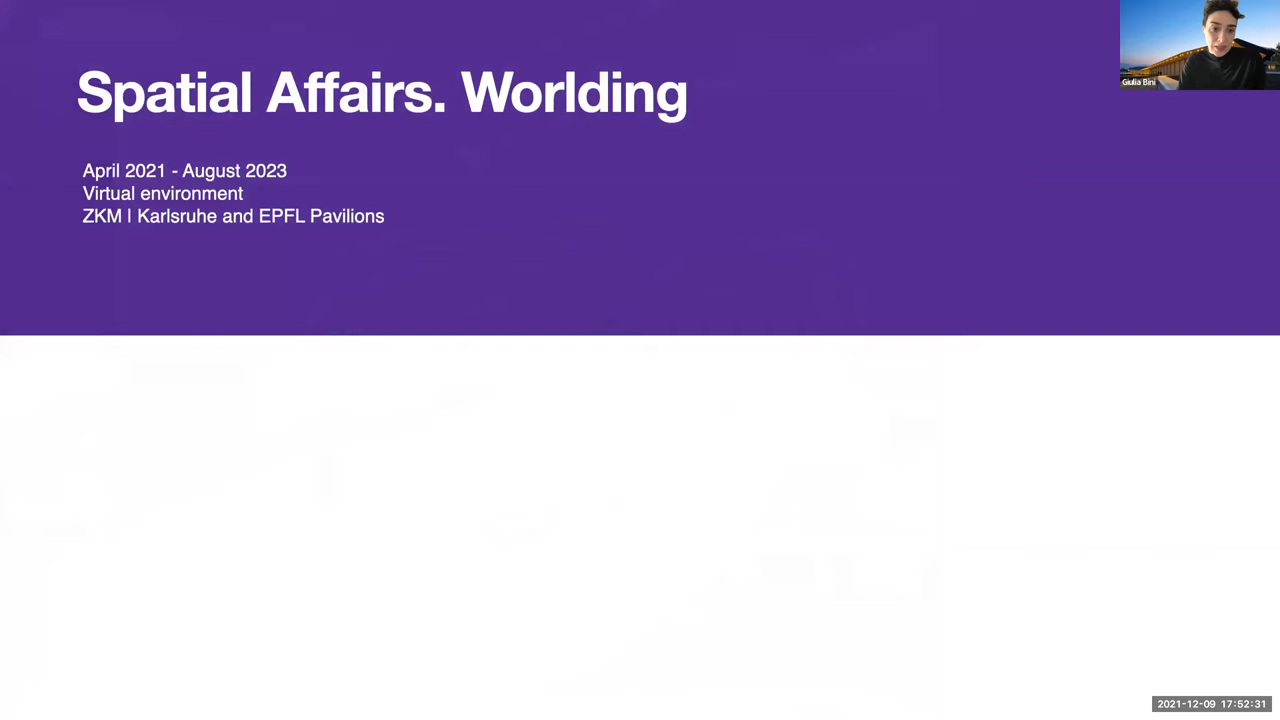 Spatial Affairs. Worlding
April 2021 - August 2023
Virtual environment
ZKM | Karlsruhe and EPFL Pavilions
Giulia Bini
2021-12-09 17:52:31